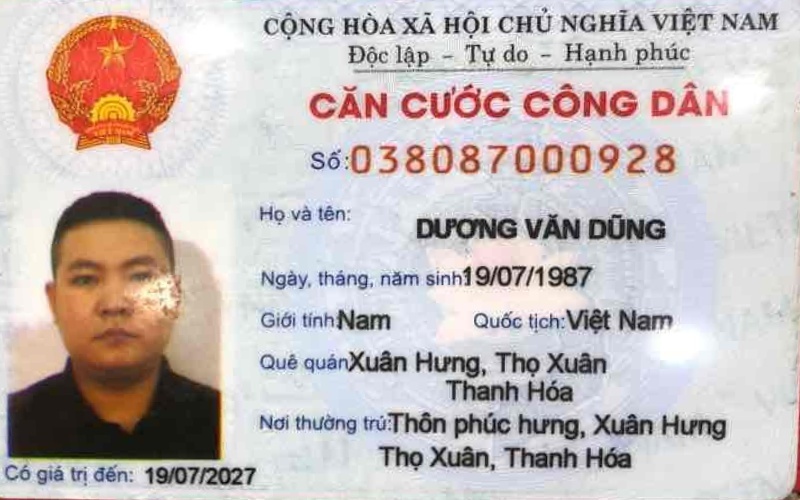 CỘNG HÒA XÃ HỘI CHỦ NGHĨA VIỆT NAM
Độc lập - Tự do - Hạnh phúc
CĂN CƯỚC CÔNG DÂN
Số: 038087000928
Họ và tên: DƯƠNG VĂN DŨNG
Ngày, tháng, năm sinh: 19/07/1987
Giới tính: Nam Quốc tịch: Việt Nam
Quê quán: Xuân Hưng, Thọ Xuân
Thanh Hóa
Nơi thường trú: Thôn phúc hưng, Xuân Hưng
Thọ Xuân, Thanh Hóa
Có giá trị đến: 19/07/2027
VIỆT NAM